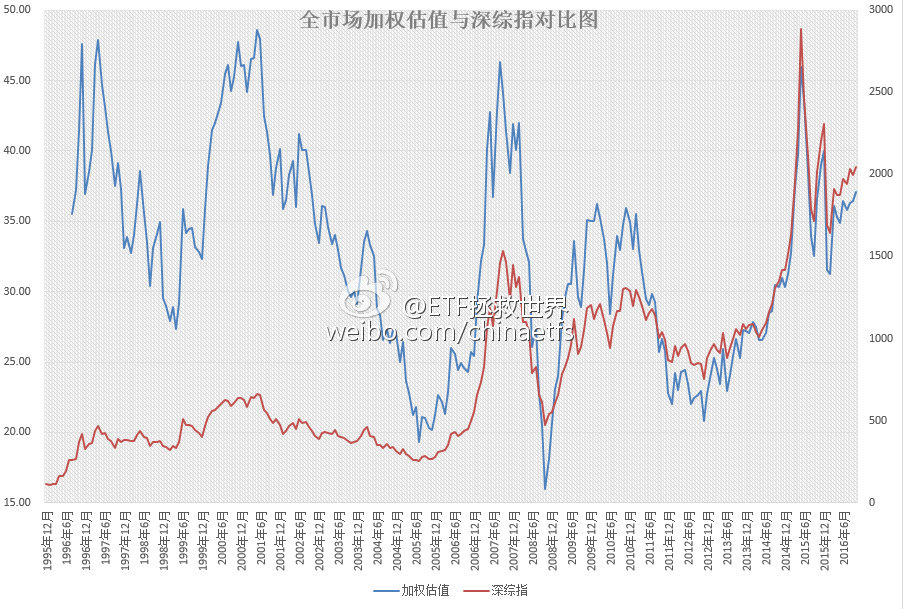 全市场加权估值与深综指对比图
50.00
45.00
40.00
35.00
30.00
25.00
20.00
15.00
3000
2500
2000
1500
1000
500
0
@ETF拯救世界
weibo.com/chinaetfs
1995年12月
1996年6月
1996年12月
1997年6月
1997年12月
1998年6月
1998年12月
1999年6月
1999年12月
2000年6月
2000年12月
2001年6月
2001年12月
2002年6月
2002年12月
2003年6月
2003年12月
2004年6月
2004年12月
2005年6月
2005年12月
2006年6月
2006年12月
2007年6月
2007年12月
2008年6月
2008年12月
2009年6月
2009年12月
2010年6月
2010年12月
2011年6月
2011年12月
2012年6月
2012年12月
2013年6月
2013年12月
2014年6月
2014年12月
2015年6月
2015年12月
2016年6月
加权估值
深综指